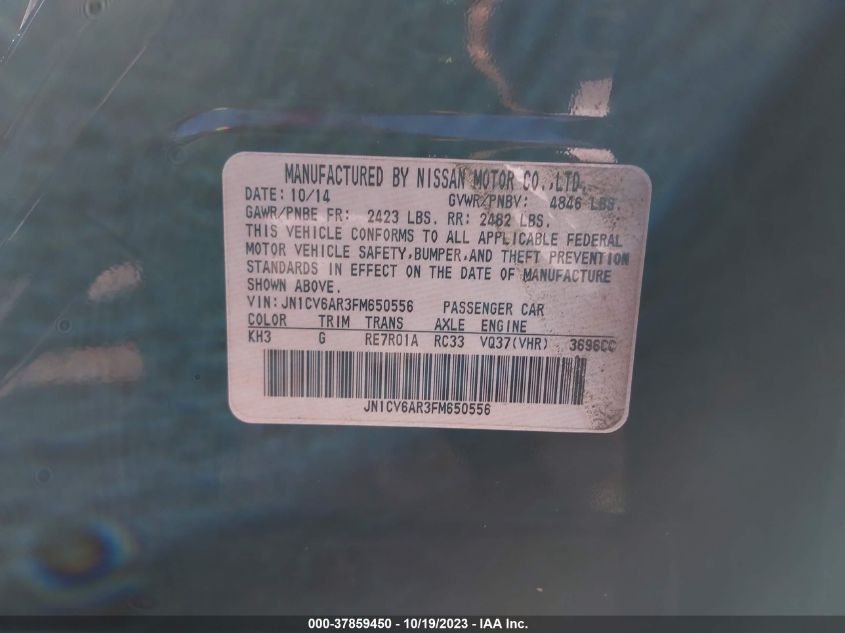 MANUFACTURED BY NISSAN MOTOR CO.,LTD.
DATE: 10/14 GVWR/PNBV: 4846 LBS.
GAWR/PNBE FR: 2423 LBS. RR: 2482 LBS.
THIS VEHICLE CONFORMS TO ALL APPLICABLE FEDERAL
MOTOR VEHICLE SAFETY,BUMPER,AND THEFT PREVENTION
STANDARDS IN EFFECT ON THE DATE OF MANUFACTURE
SHOWN ABOVE.
VIN:JN1CV6AR3FM650556 PASSENGER CAR
COLOR TRIM TRANS AXLE ENGINE
KH3 G RE7R01A RC33 VQ37(VHR) 3696CC
JN1CV6AR3FM650556
000-37859450 - 10/19/2023 - IAA Inc.